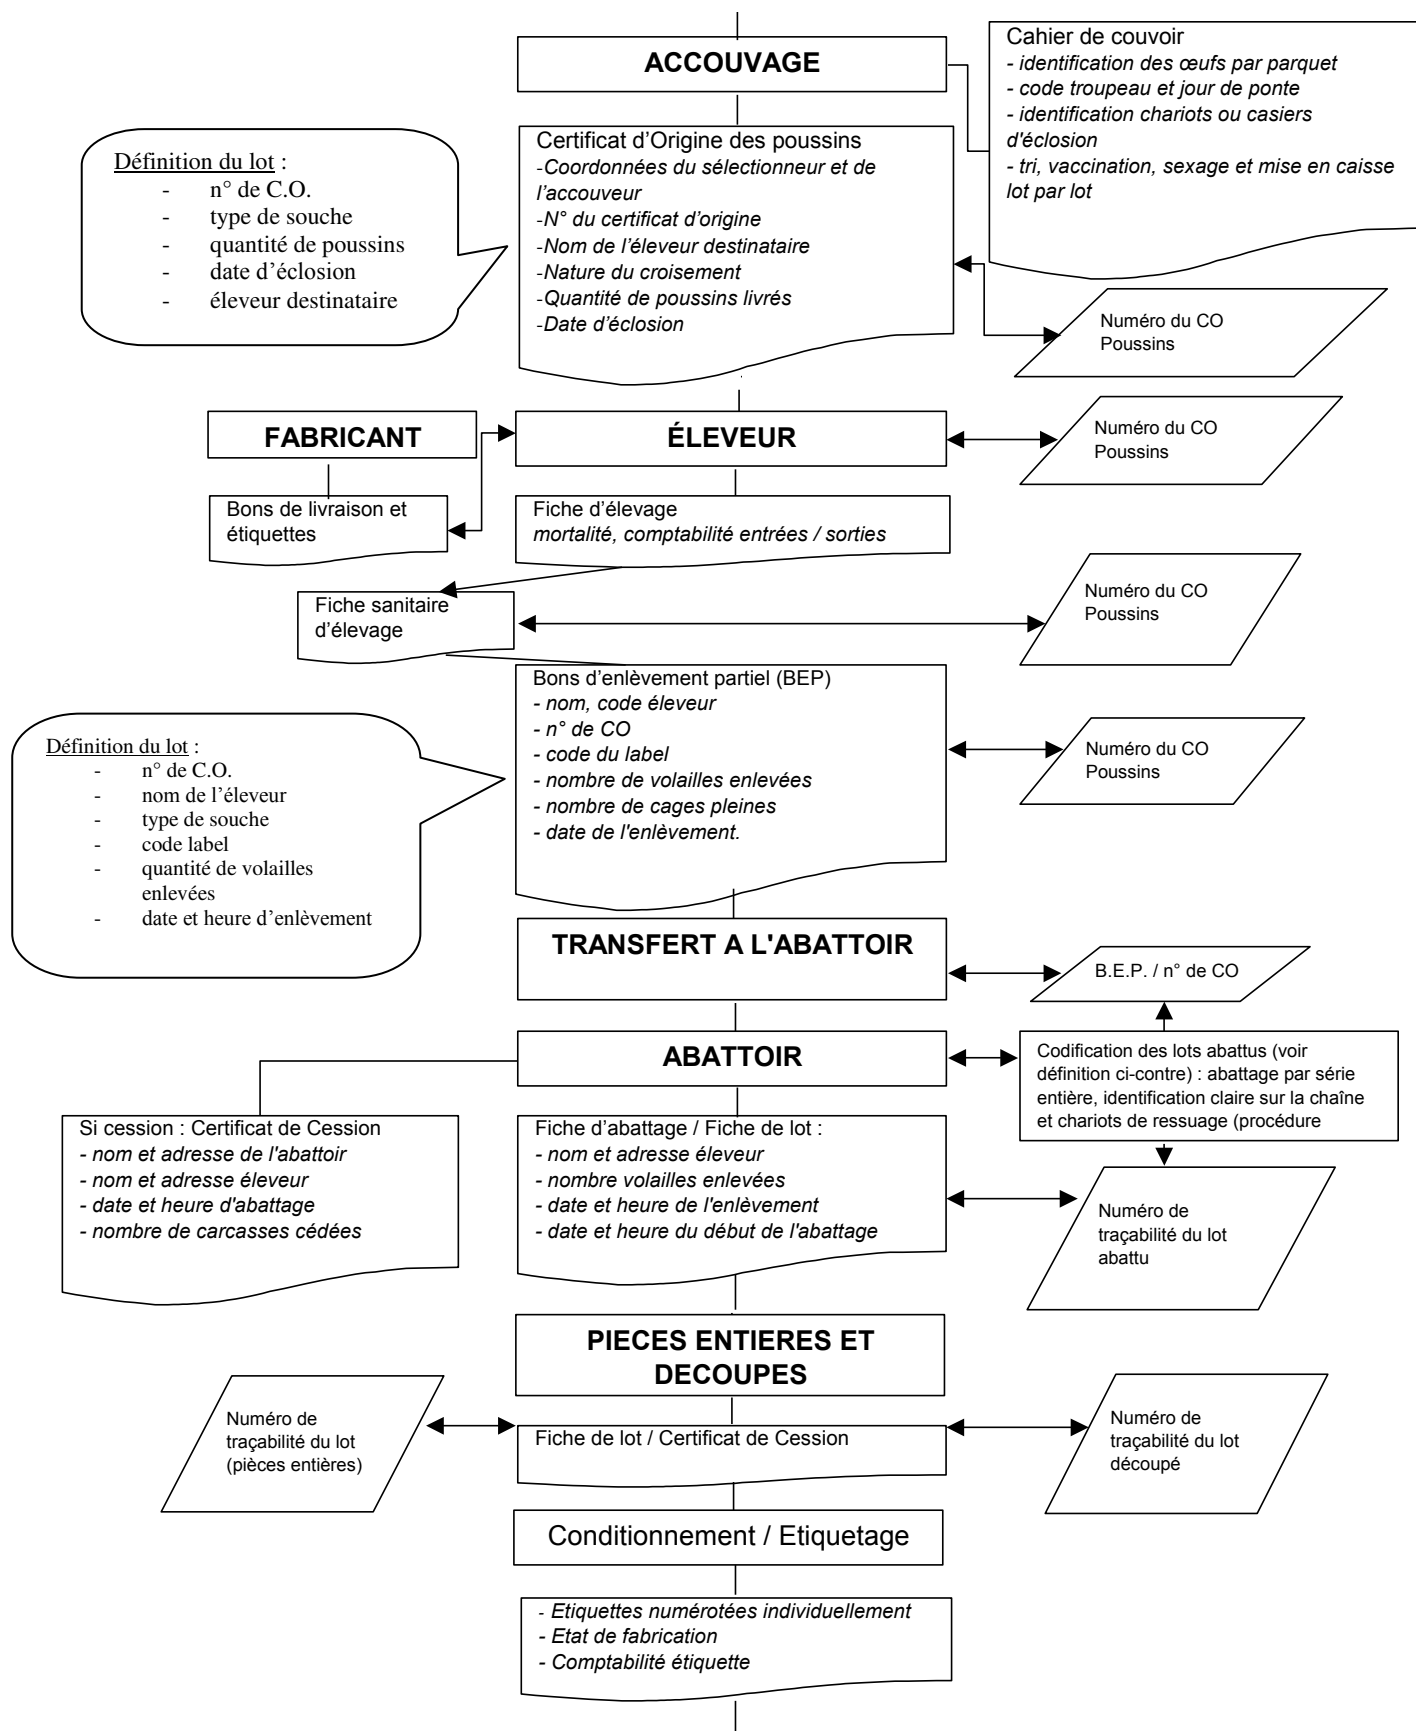 ACCOUVAGE
Cahier de couvoir
- identification des œufs par parquet
- code troupeau et jour de ponte
- identification chariots ou casiers
d'éclosion
- tri, vaccination, sexage et mise en caisse
lot par lot
Définition du lot :
- n° de C.O.
- type de souche
- quantité de poussins
- date d’éclosion
- éleveur destinataire
Certificat d’Origine des poussins
-Coordonnées du sélectionneur et de
l’accouveur
-N° du certificat d’origine
-Nom de l’éleveur destinataire
-Nature du croisement
-Quantité de poussins livrés
-Date d’éclosion
Numéro du CO
Poussins
FABRICANT
ÉLEVEUR
Numéro du CO
Poussins
Bons de livraison et
étiquettes
Fiche d’élevage
mortalité, comptabilité entrées / sorties
Fiche sanitaire
d’élevage
Numéro du CO
Poussins
Bons d’enlèvement partiel (BEP)
- nom, code éleveur
- n° de CO
- code du label
- nombre de volailles enlevées
- nombre de cages pleines
- date de l'enlèvement.
Numéro du CO
Poussins
Définition du lot :
- n° de C.O.
- nom de l’éleveur
- type de souche
- code label
- quantité de volailles
enlevées
- date et heure d’enlèvement
TRANSFERT A L'ABATTOIR
B.E.P. / n° de CO
ABATTOIR
Codification des lots abattus (voir
définition ci-contre) : abattage par série
entière, identification claire sur la chaîne
et chariots de ressuage (procédure
Si cession : Certificat de Cession
- nom et adresse de l'abattoir
- nom et adresse éleveur
- date et heure d'abattage
- nombre de carcasses cédées
Fiche d’abattage / Fiche de lot :
- nom et adresse éleveur
- nombre volailles enlevées
- date et heure de l'enlèvement
- date et heure du début de l'abattage
Numéro de
traçabilité du lot
abattu
PIECES ENTIERES ET
DECOUPES
Numéro de
traçabilité du lot
(pièces entières)
Fiche de lot / Certificat de Cession
Numéro de
traçabilité du lot
découpé
Conditionnement / Etiquetage
- Etiquettes numérotées individuellement
- Etat de fabrication
- Comptabilité étiquette